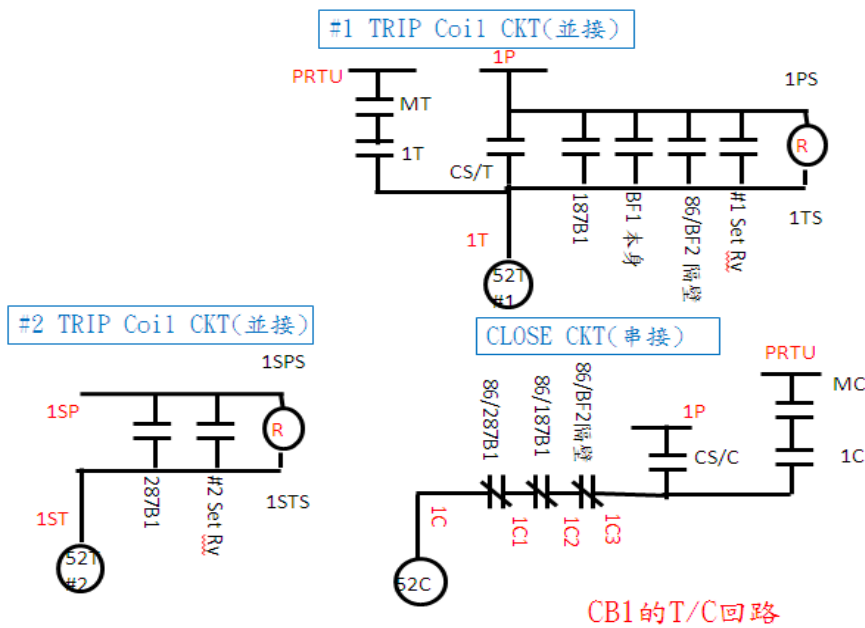 #1 TRIP Coil CKT(並接)
PRTU
1P
1PS
MT
1T
CS/T
R
187B1
BF1 本身
86/BF2 隔壁
#1 Set Ry
1TS
1T
52T
#1
#2 TRIP Coil CKT(並接)
1SPS
1SP
R
287B1
#2 Set Ry
1STS
1ST
52T
#2
CLOSE CKT(串接)
PRTU
MC
1C
1P
CS/C
86/287B1
86/187B1
86/BF2隔壁
1C
1C1
1C2
1C3
52C
CB1的T/C回路